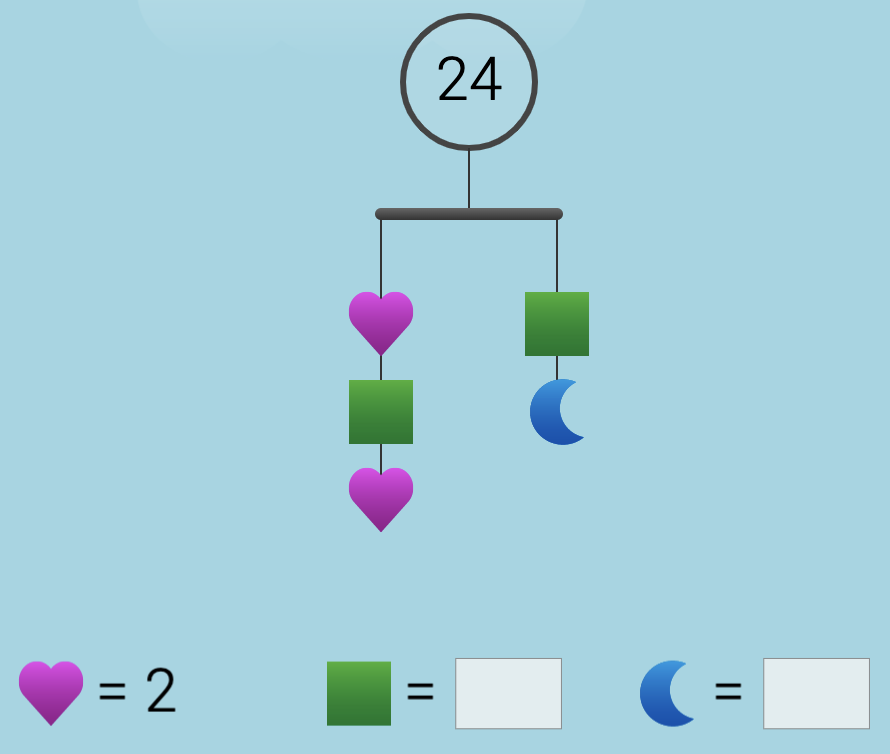 24
= 2 = =